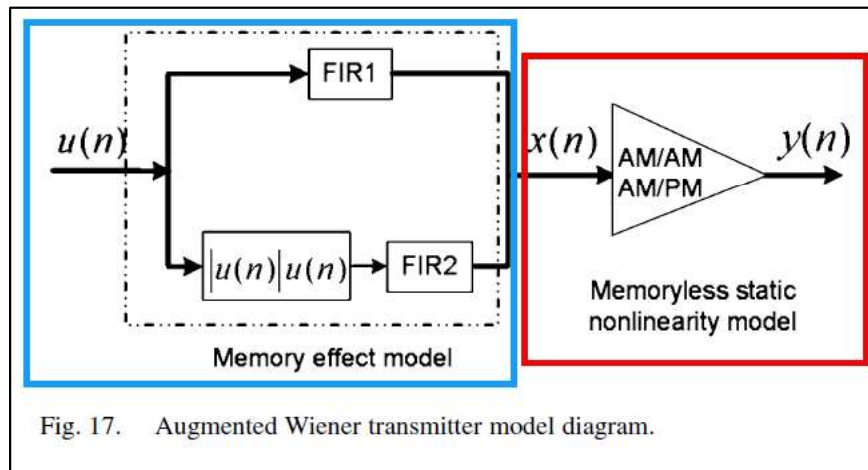 FIR1
u(n)
x(n)
AM/AM
AM/PM
y(n)
|u(n)|u(n)
FIR2
Memory effect model
Memoryless static
nonlinearity model
Fig. 17. Augmented Wiener transmitter model diagram.